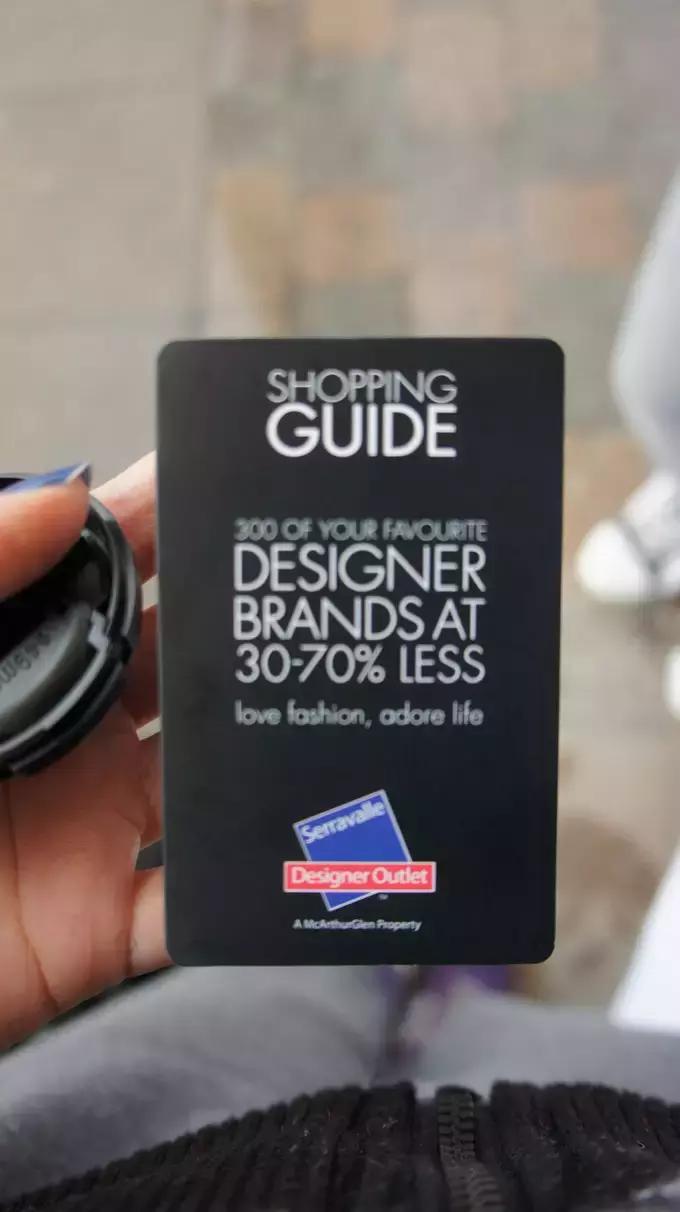 SHOPPING
GUIDE
300 OF YOUR FAVOURITE
DESIGNER
BRANDS AT
30-70% LESS
love fashion, adore life
Serravalle
Designer Outlet
TM
A McArthurGlen Property